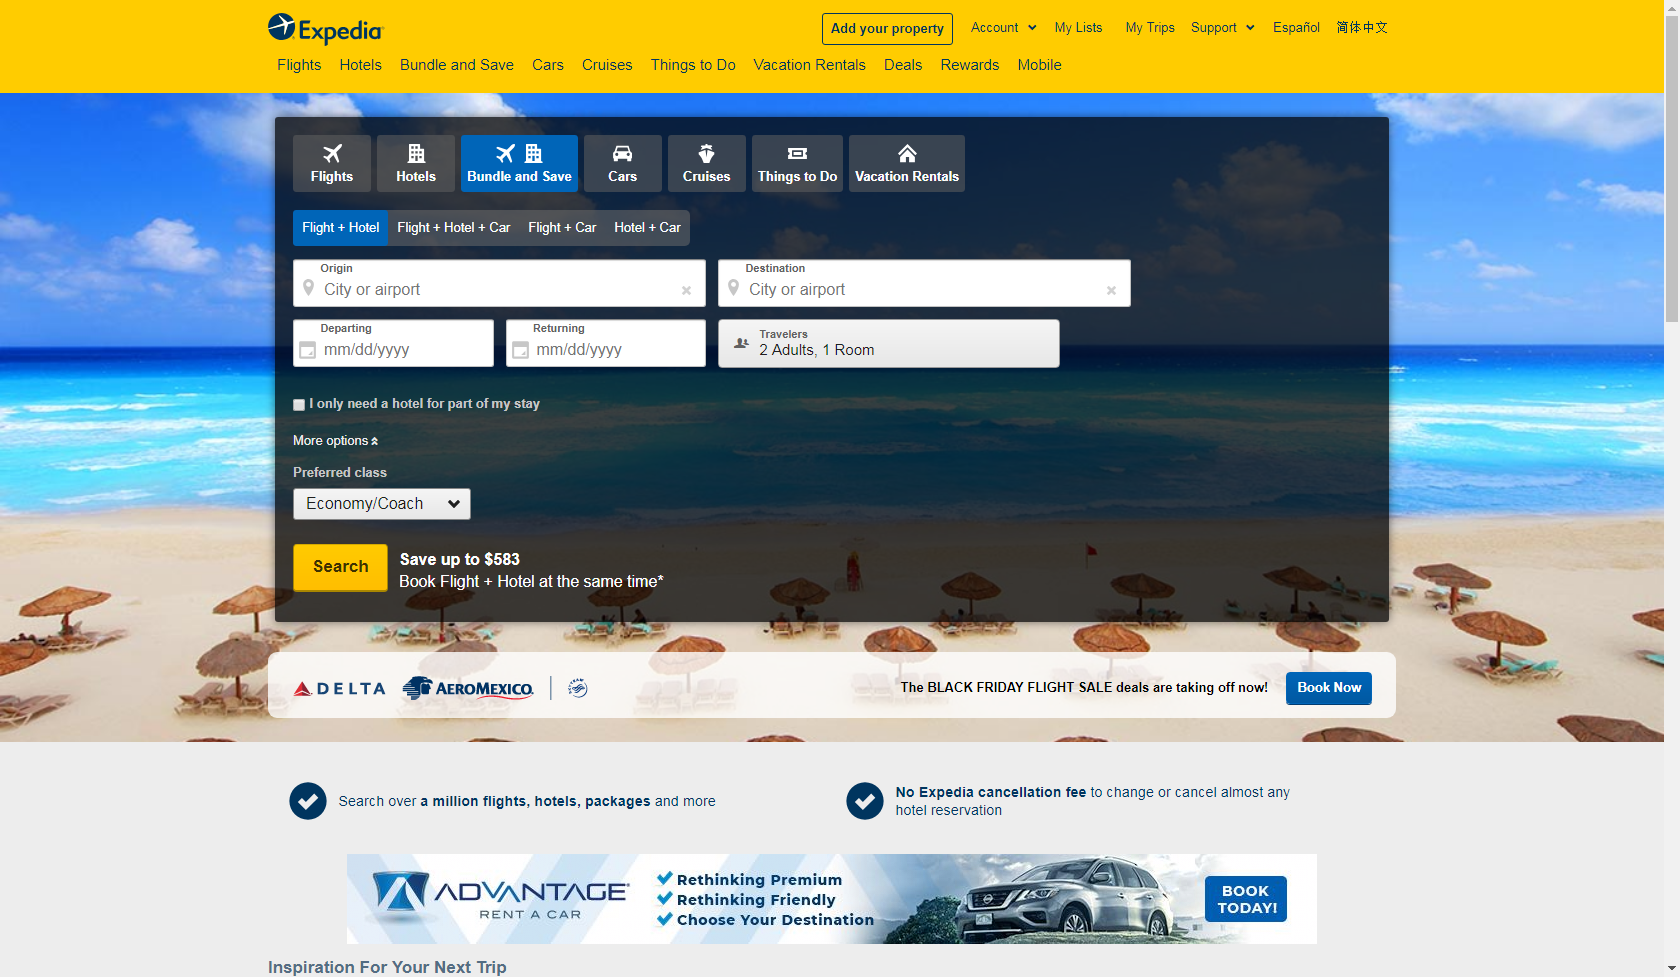 Expedia
Add your property
Account
My Lists
My Trips
Support
Español
简体中文
Flights
Hotels
Bundle and Save
Cars
Cruises
Things to Do
Vacation Rentals
Deals
Rewards
Mobile
Flights
Hotels
Bundle and Save
Cars
Cruises
Things to Do
Vacation Rentals
Flight + Hotel
Flight + Hotel + Car
Flight + Car
Hotel + Car
Origin
City or airport
Destination
City or airport
Departing
mm/dd/yyyy
Returning
mm/dd/yyyy
Travelers
2 Adults, 1 Room
I only need a hotel for part of my stay
More options
Preferred class
Economy/Coach
Search
Save up to $583
Book Flight + Hotel at the same time*
DELTA
AEROMEXICO
The BLACK FRIDAY FLIGHT SALE deals are taking off now!
Book Now
Search over a million flights, hotels, packages and more
No Expedia cancellation fee to change or cancel almost any
hotel reservation
ADVANTAGE
RENT A CAR
Rethinking Premium
Rethinking Friendly
Choose Your Destination
BOOK
TODAY!
Inspiration For Your Next Trip